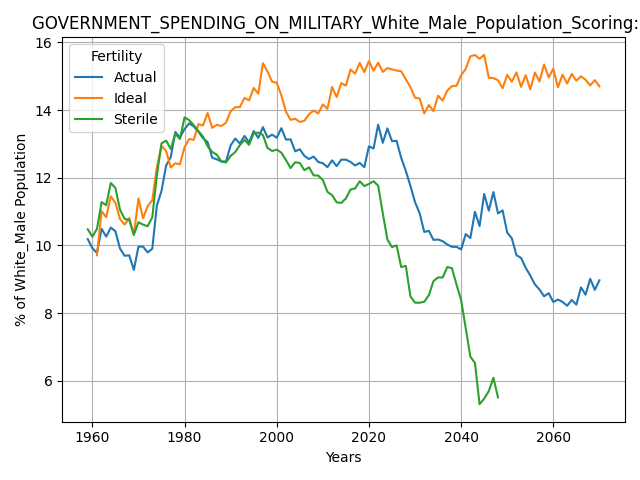 GOVERNMENT_SPENDING_ON_MILITARY_White_Male_Population_Scoring:
Fertility
Actual
Ideal
Sterile
% of White_Male Population
16
14
12
10
8
6
1960 1980 2000 2020 2040 2060
Years